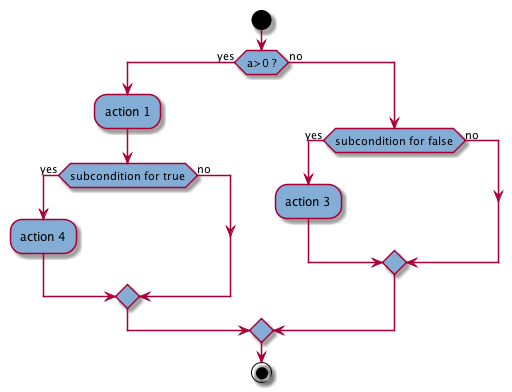 yes
a>0 ?
no
action 1
yes
subcondition for true
no
action 4
yes
subcondition for false
no
action 3